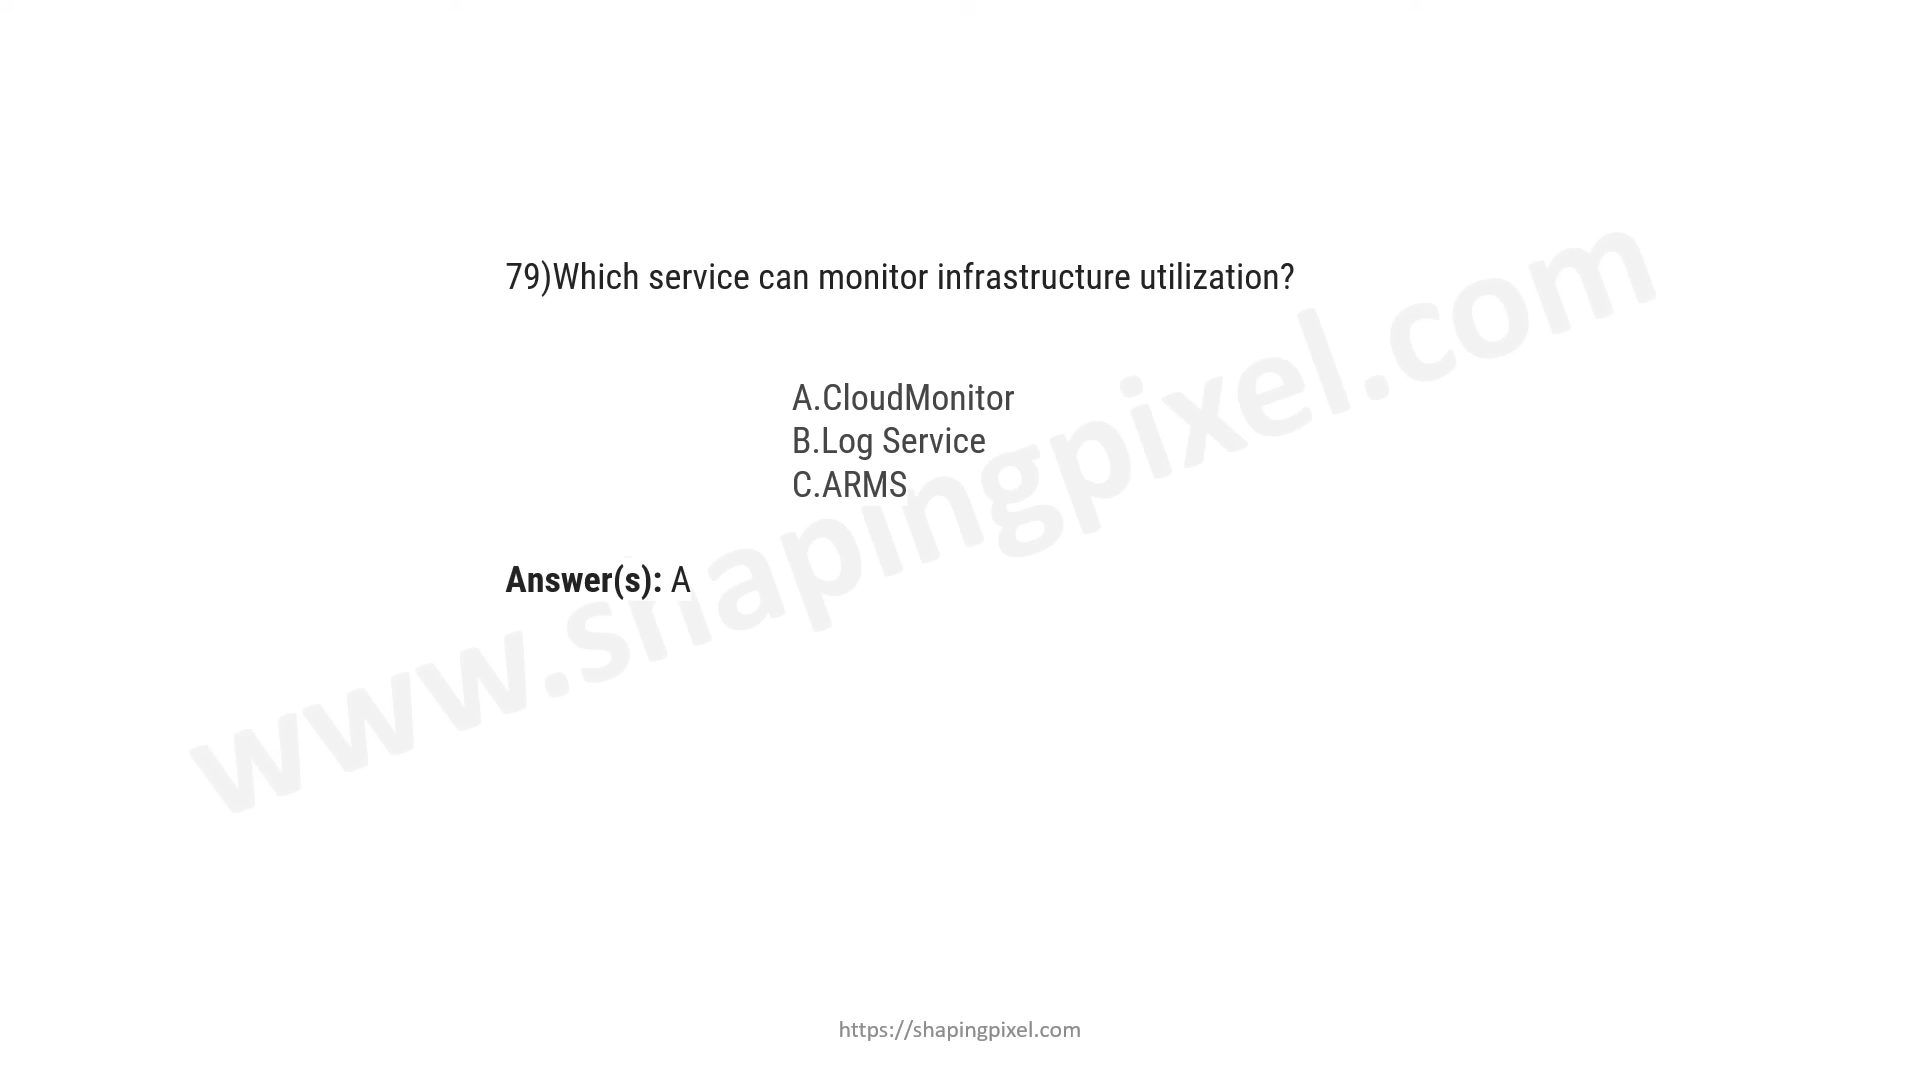 79)Which service can monitor infrastructure utilization?
A.CloudMonitor
B.Log Service
C.ARMS
Answer(s): A
www.shapingpixel.com
https://shapingpixel.com